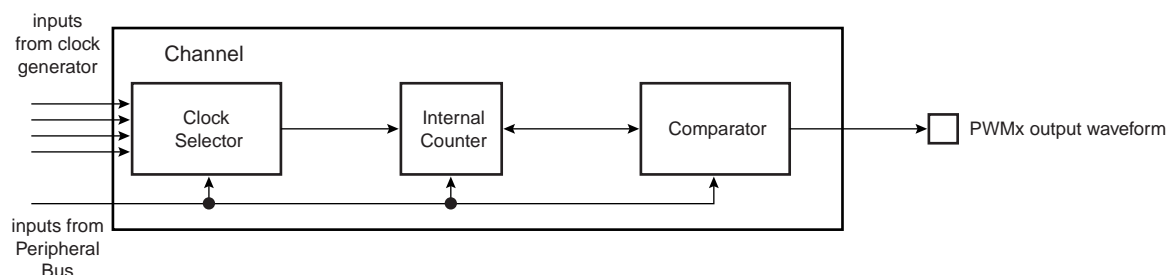 inputs
from clock
generator
Channel
Clock
Selector
Internal
Counter
Comparator
PWMx output waveform
inputs from
Peripheral
Bus